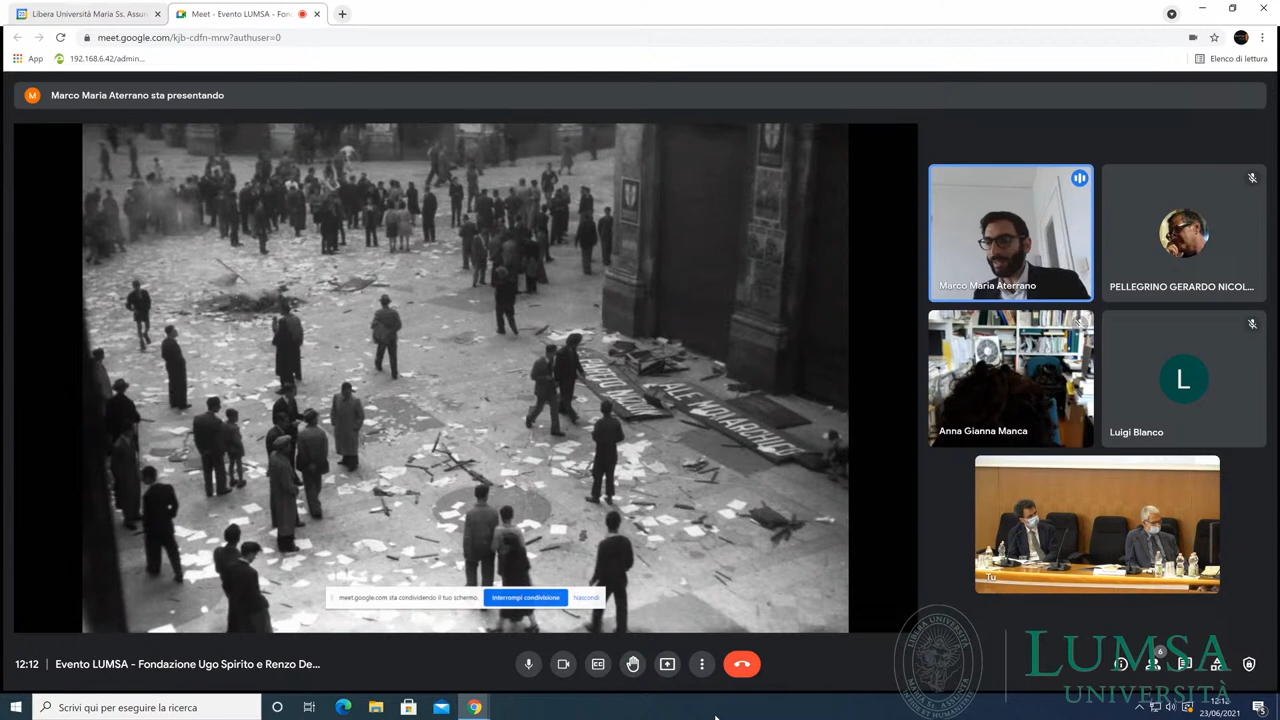 Libera Università Maria Ss. Assun
Meet - Evento LUMSA - Fon
meet.google.com/kjb-cdfn-mrw?authuser=0
App
192.168.6.42/admin...
Elenco di lettura
M
Marco Maria Aterrano sta presentando
Marco Maria Aterrano
PELLEGRINO GERARDO NICOL...
Anna Gianna Manca
L
Luigi Blanco
Tu
ALE MONARCHICO
meet.google.com sta condividendo il tuo schermo.
Interrompi condivisione
Nascondi
12:12
Evento LUMSA - Fondazione Ugo Spirito e Renzo De...
6
LUMSA
UNIVERSITÀ
Scrivi qui per eseguire la ricerca
12:12
23/06/2021
5